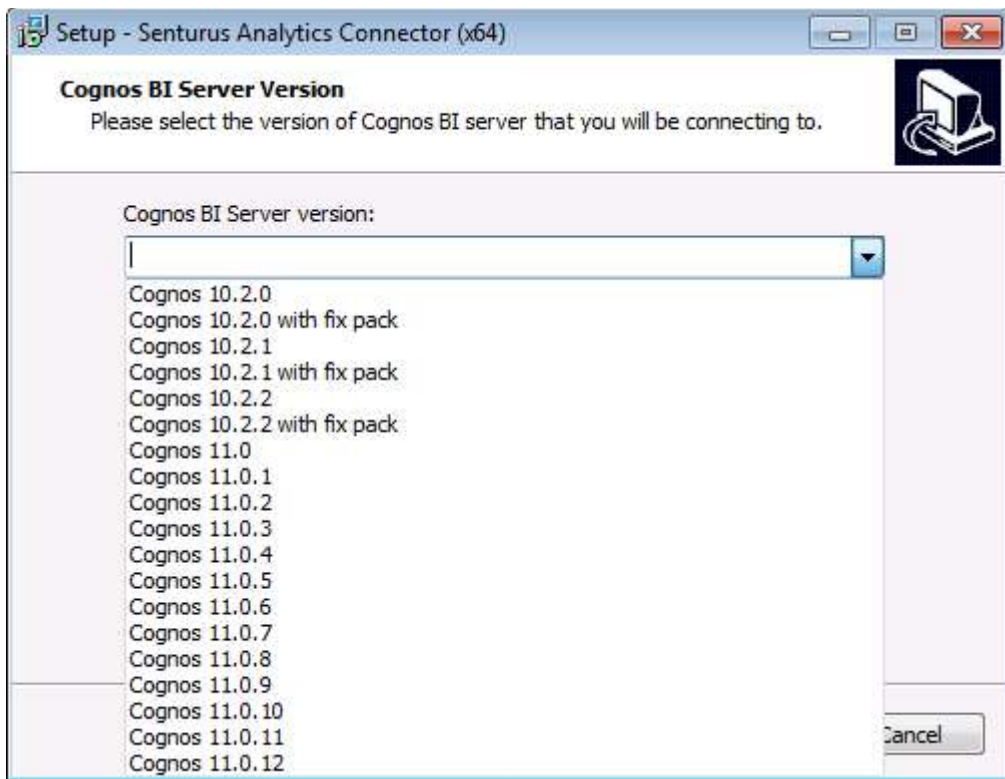 Setup - Senturus Analytics Connector (x64)
Cognos BI Server Version
Please select the version of Cognos BI server that you will be connecting to.
Cognos BI Server version:
Cognos 10.2.0
Cognos 10.2.0 with fix pack
Cognos 10.2.1
Cognos 10.2.1 with fix pack
Cognos 10.2.2
Cognos 10.2.2 with fix pack
Cognos 11.0
Cognos 11.0.1
Cognos 11.0.2
Cognos 11.0.3
Cognos 11.0.4
Cognos 11.0.5
Cognos 11.0.6
Cognos 11.0.7
Cognos 11.0.8
Cognos 11.0.9
Cognos 11.0.10
Cognos 11.0.11
Cognos 11.0.12
Cancel